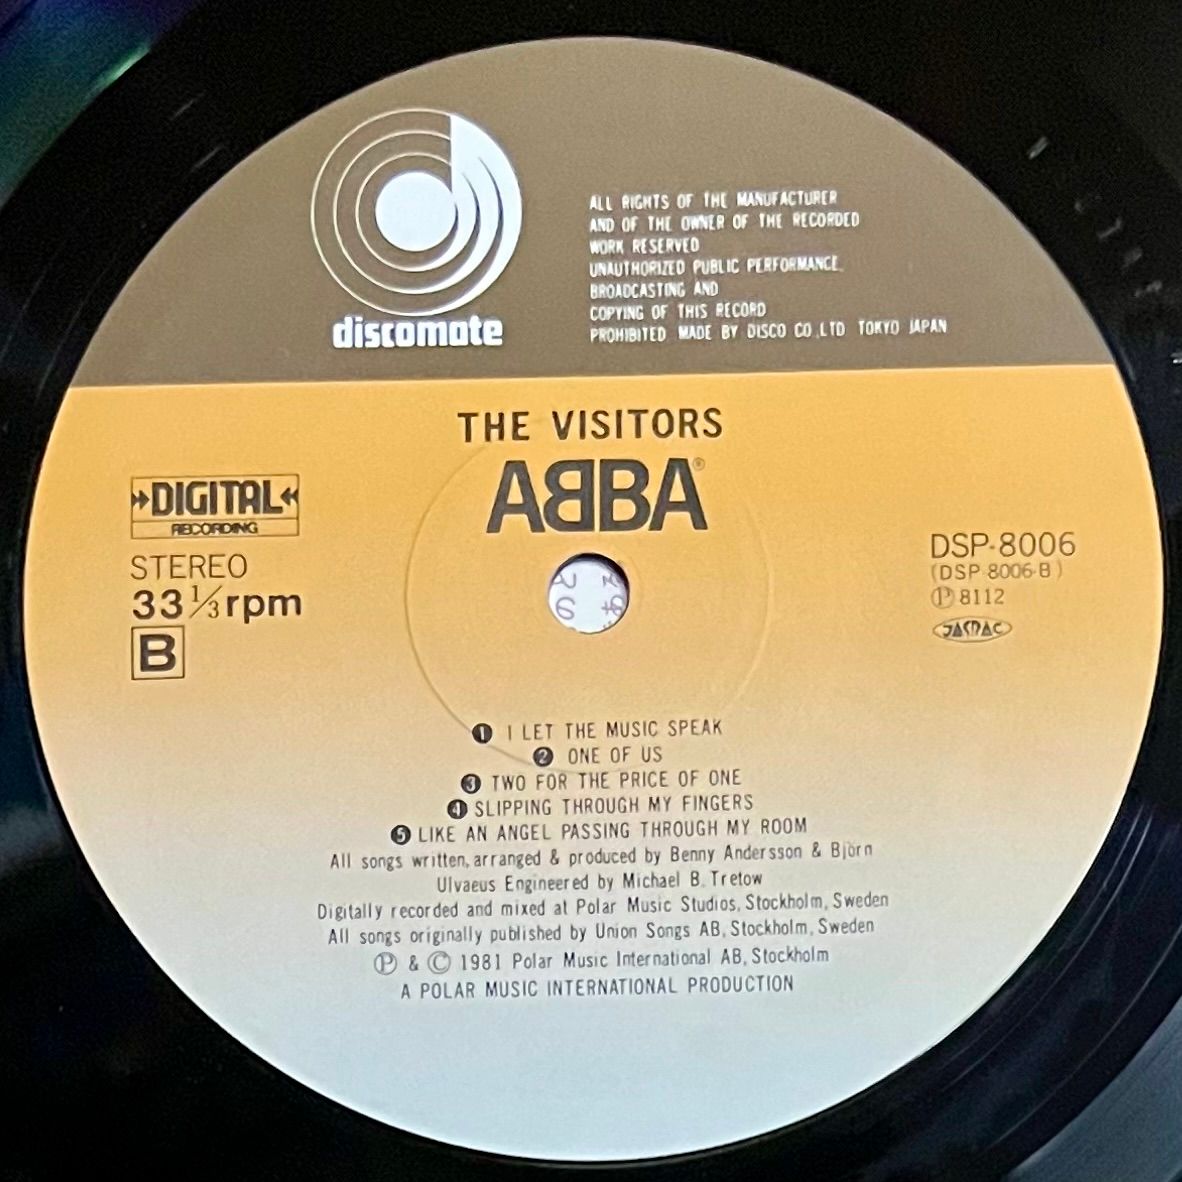 discomate
ALL RIGHTS OF THE MANUFACTURER
AND OF THE OWNER OF THE RECORDED
WORK RESERVED
UNAUTHORIZED PUBLIC PERFORMANCE,
BROADCASTING AND
COPYING OF THIS RECORD
PROHIBITED MADE BY DISCO CO.,LTD TOKYO JAPAN
THE VISITORS
ABBA®
DIGITAL
RECORDING
STEREO
33 1/3 rpm
B
DSP-8006
(DSP-8006-B)
Ⓟ 8112
JASRAC
❶ I LET THE MUSIC SPEAK
❷ ONE OF US
❸ TWO FOR THE PRICE OF ONE
❹ SLIPPING THROUGH MY FINGERS
❺ LIKE AN ANGEL PASSING THROUGH MY ROOM
All songs written, arranged & produced by Benny Andersson & Björn
Ulvaeus Engineered by Michael B. Tretow
Digitally recorded and mixed at Polar Music Studios, Stockholm, Sweden
All songs originally published by Union Songs AB, Stockholm, Sweden
Ⓟ & © 1981 Polar Music International AB, Stockholm
A POLAR MUSIC INTERNATIONAL PRODUCTION